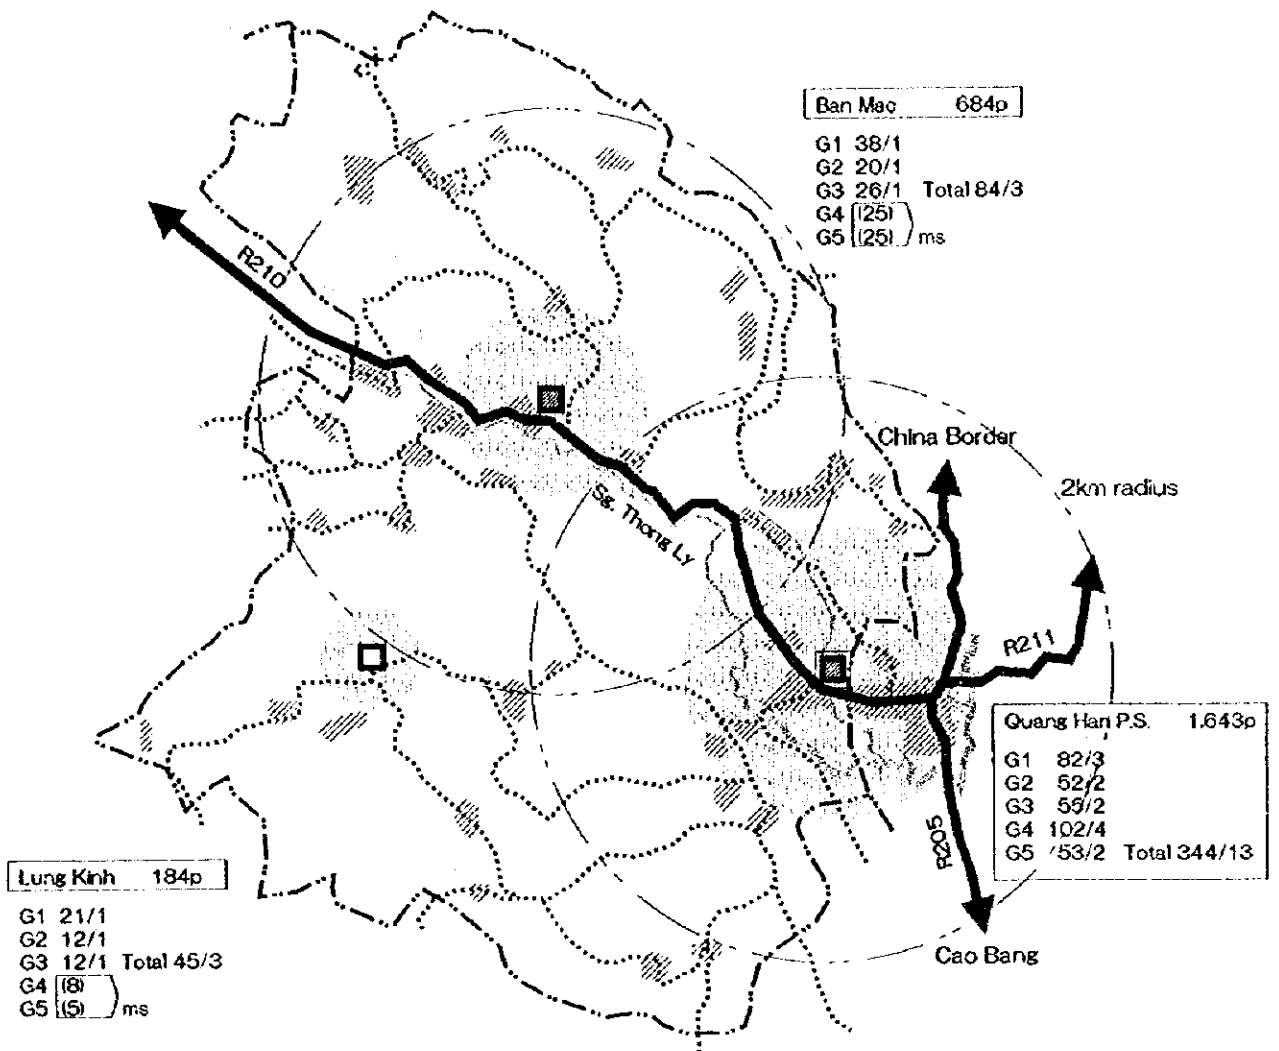 Ban Mac 684p
G1 38/1
G2 20/1
G3 26/1 Total 84/3
G4 (25)
G5 (25) ms
R210
China Border
2km radius
Sg. Thong Ly
R211
Quang Han P.S. 1.643p
G1 82/3
G2 52/2
G3 55/2
G4 102/4
G5 53/2 Total 344/13
R205
Lung Kinh 184p
G1 21/1
G2 12/1
G3 12/1 Total 45/3
G4 (8)
G5 (5) ms
Cao Bang